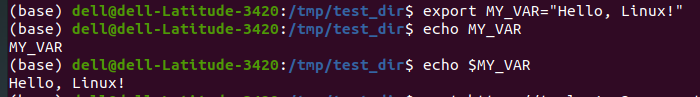 (base) dell@dell-Latitude-3420:/tmp/test_dir$ export MY_VAR="Hello, Linux!"
(base) dell@dell-Latitude-3420:/tmp/test_dir$ echo MY_VAR
MY_VAR
(base) dell@dell-Latitude-3420:/tmp/test_dir$ echo $MY_VAR
Hello, Linux!